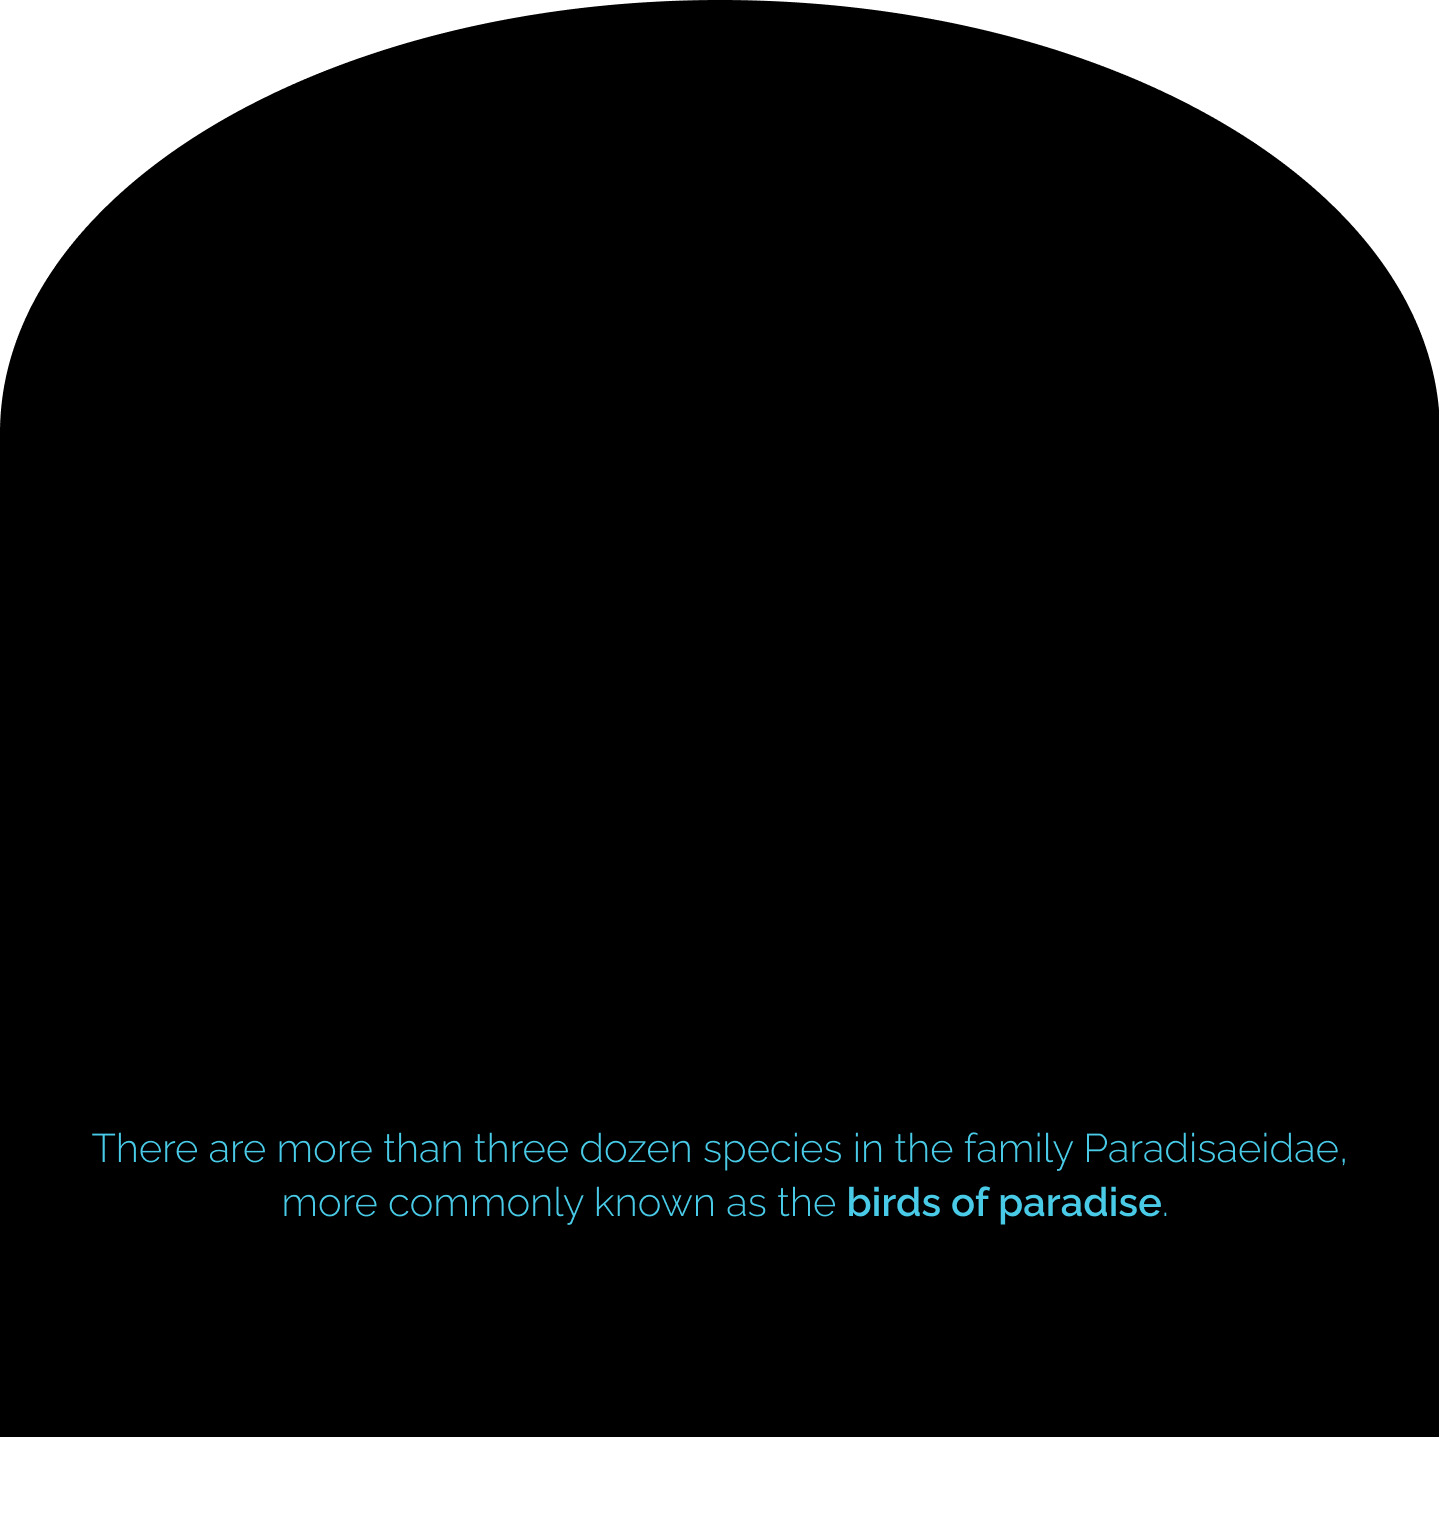 There are more than three dozen species in the family Paradisaeidae,
more commonly known as the birds of paradise.